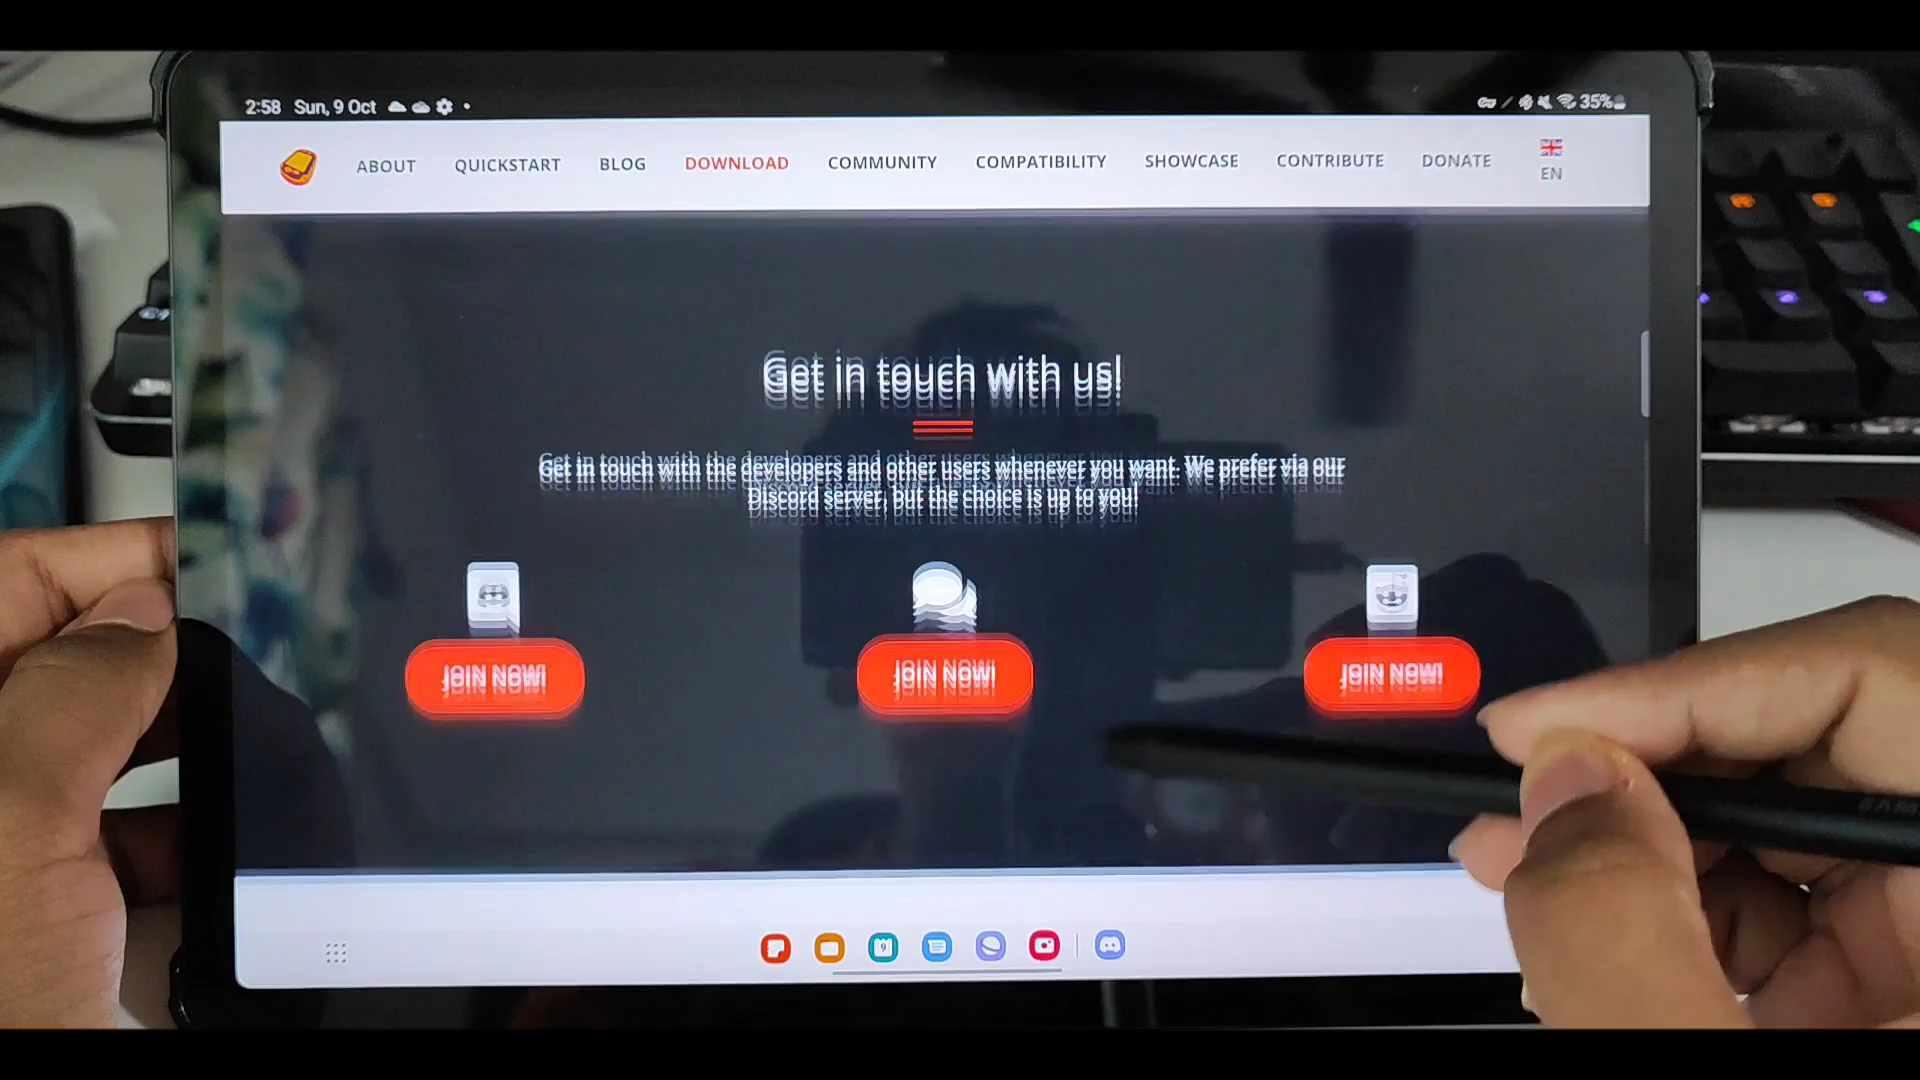 2:58 Sun, 9 Oct
35%
ABOUT QUICKSTART BLOG DOWNLOAD COMMUNITY COMPATIBILITY SHOWCASE CONTRIBUTE DONATE
EN
Get in touch with us!
Get in touch with the developers and other users whenever you want. We prefer via our
Discord server, but the choice is up to you!
JOIN NOW! JOIN NOW! JOIN NOW!
9